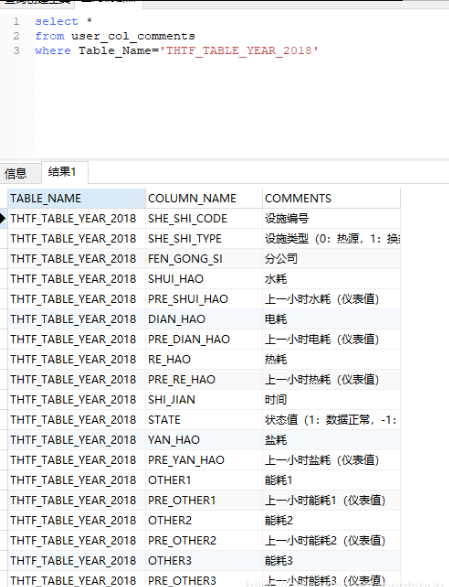 1 select *
2 from user_col_comments
3 where Table_Name='THTF_TABLE_YEAR_2018'
信息 结果1
TABLE_NAME COLUMN_NAME COMMENTS
THTF_TABLE_YEAR_2018 SHE_SHI_CODE 设施编号
THTF_TABLE_YEAR_2018 SHE_SHI_TYPE 设施类型（0：热源，1：换
THTF_TABLE_YEAR_2018 FEN_GONG_SI 分公司
THTF_TABLE_YEAR_2018 SHUI_HAO 水耗
THTF_TABLE_YEAR_2018 PRE_SHUI_HAO 上一小时水耗（仪表值）
THTF_TABLE_YEAR_2018 DIAN_HAO 电耗
THTF_TABLE_YEAR_2018 PRE_DIAN_HAO 上一小时电耗（仪表值）
THTF_TABLE_YEAR_2018 RE_HAO 热耗
THTF_TABLE_YEAR_2018 PRE_RE_HAO 上一小时热耗（仪表值）
THTF_TABLE_YEAR_2018 SHI_JIAN 时间
THTF_TABLE_YEAR_2018 STATE 状态值（1：数据正常，-1：
THTF_TABLE_YEAR_2018 YAN_HAO 盐耗
THTF_TABLE_YEAR_2018 PRE_YAN_HAO 上一小时盐耗（仪表值）
THTF_TABLE_YEAR_2018 OTHER1 能耗1
THTF_TABLE_YEAR_2018 PRE_OTHER1 上一小时能耗1（仪表值）
THTF_TABLE_YEAR_2018 OTHER2 能耗2
THTF_TABLE_YEAR_2018 PRE_OTHER2 上一小时能耗2（仪表值）
THTF_TABLE_YEAR_2018 OTHER3 能耗3
THTF_TABLE_YEAR_2018 PRE_OTHER3 上一小时能耗3（仪表值）